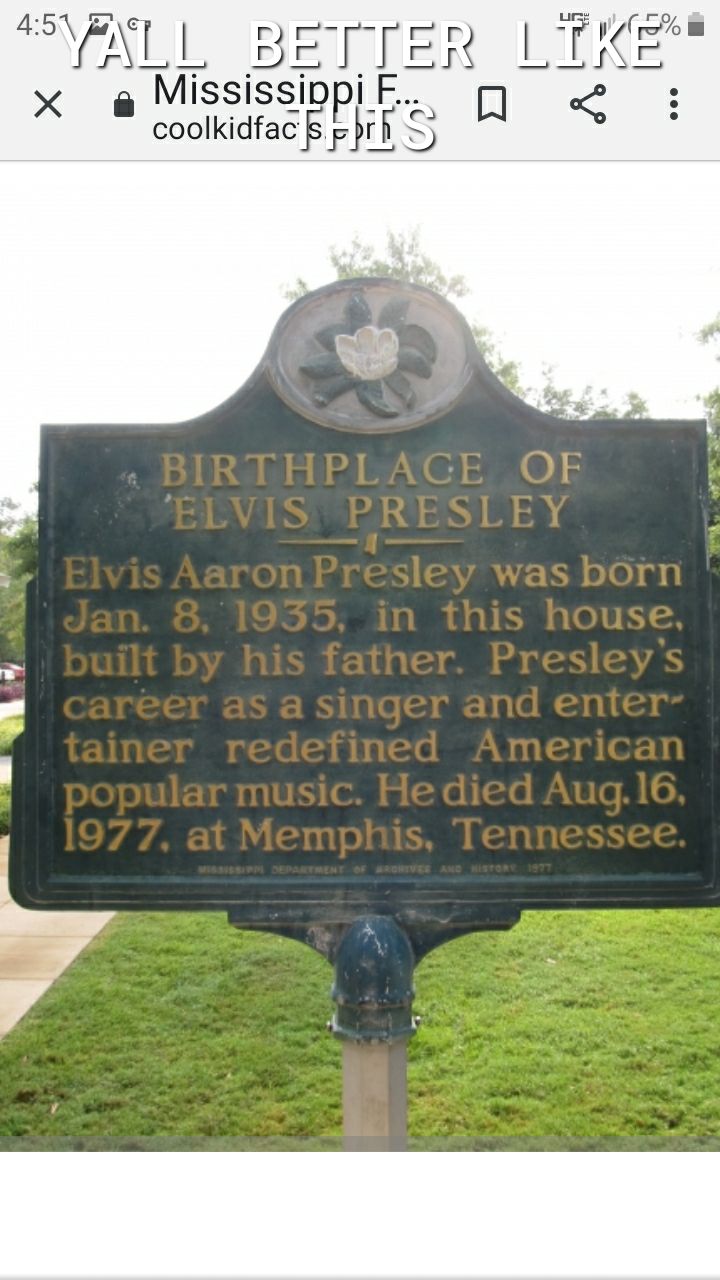 4:51
65%
YALL BETTER LIKE
THIS
Mississippi F...
coolkidfacts.com
BIRTHPLACE OF
ELVIS PRESLEY
Elvis Aaron Presley was born
Jan. 8, 1935, in this house,
built by his father. Presley's
career as a singer and enter-
tainer redefined American
popular music. He died Aug. 16,
1977, at Memphis, Tennessee.
MISSISSIPPI DEPARTMENT OF ARCHIVES AND HISTORY 1977